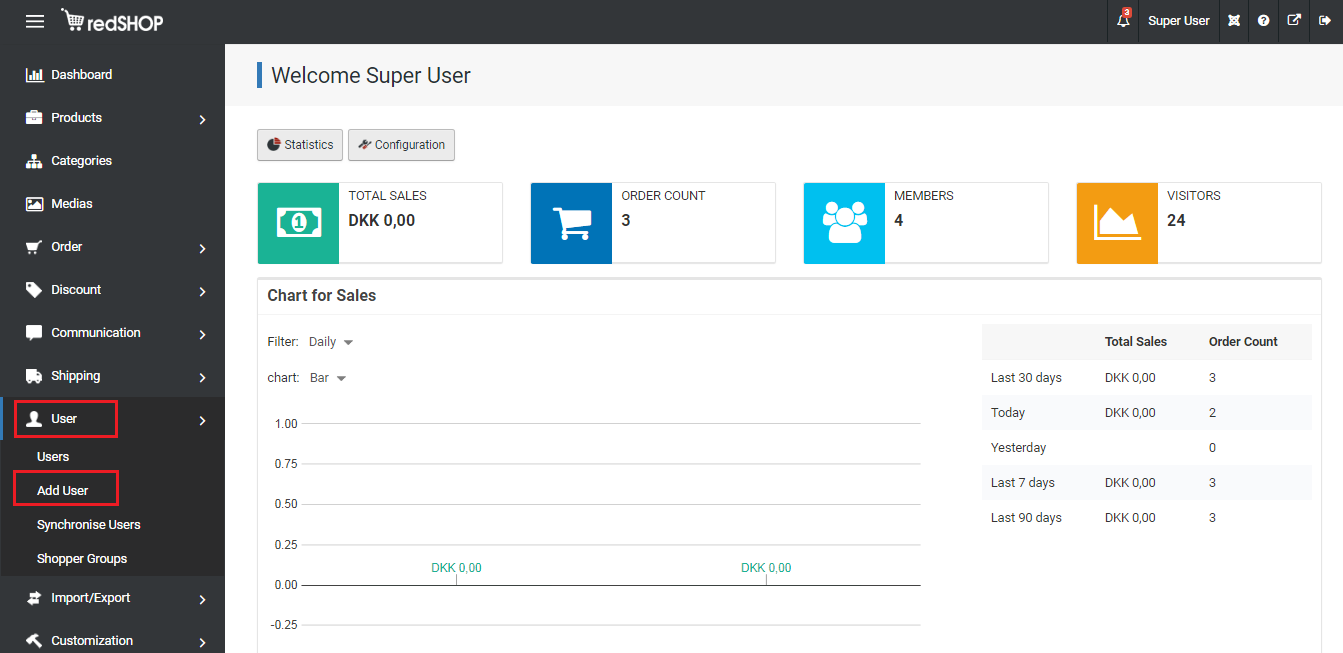 redSHOP
3
Super User
Dashboard
Products
Categories
Medias
Order
Discount
Communication
Shipping
User
Users
Add User
Synchronise Users
Shopper Groups
Import/Export
Customization
Welcome Super User
Statistics
Configuration
TOTAL SALES
DKK 0,00
ORDER COUNT
3
MEMBERS
4
VISITORS
24
Chart for Sales
Filter: Daily
chart: Bar
1.00
0.75
0.50
0.25
DKK 0,00 DKK 0,00
0.00
-0.25
Total Sales Order Count
Last 30 days DKK 0,00 3
Today DKK 0,00 2
Yesterday 0
Last 7 days DKK 0,00 3
Last 90 days DKK 0,00 3